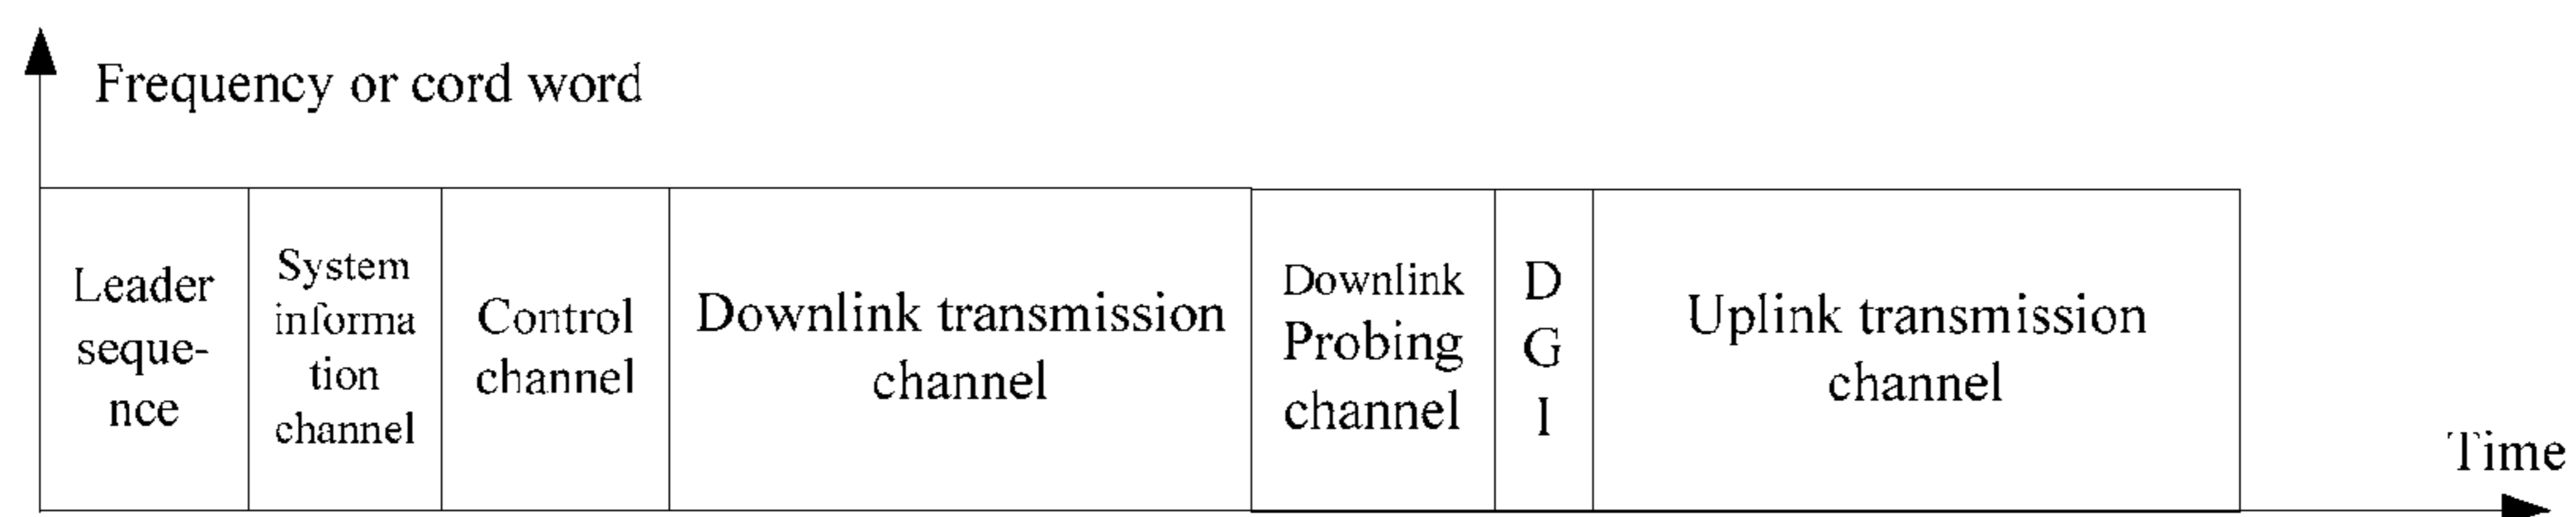 Frequency or cord word
Leader
seque-
nce
System
informa
tion
channel
Control
channel
Downlink transmission
channel
Downlink
Probing
channel
D
G
I
Uplink transmission
channel
Time